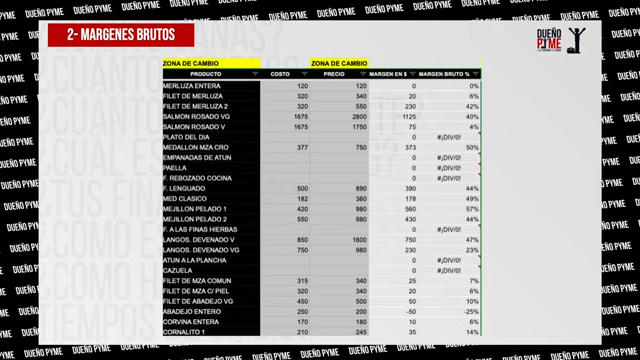 2- MARGENES BRUTOS
DUEÑO
PYME
ZONA DE CAMBIO ZONA DE CAMBIO
PRODUCTO COSTO PRECIO MARGEN EN $ MARGEN BRUTO %
MERLUZA ENTERA 120 120 0 0%
FILET DE MERLUZA 320 340 20 6%
FILET DE MERLUZA 2 320 550 230 42%
SALMON ROSADO VG 1675 2800 1125 40%
SALMON ROSADO V 1675 1750 75 4%
PLATO DEL DIA 0 #¡DIV/0!
MEDALLON MZA CRO 377 750 373 50%
EMPANADAS DE ATUN 0 #¡DIV/0!
PAELLA 0 #¡DIV/0!
F. REBOZADO COCINA 0 #¡DIV/0!
F. LENGUADO 500 890 390 44%
MED CLASICO 182 360 178 49%
MEJILLON PELADO 1 420 980 560 57%
MEJILLON PELADO 2 550 980 430 44%
F. A LAS FINAS HIERBAS 0 #¡DIV/0!
LANGOS. DEVENADO V 850 1600 750 47%
LANGOS. DEVENADO VG 750 980 230 23%
ATUN A LA PLANCHA 0 #¡DIV/0!
CAZUELA 0 #¡DIV/0!
FILET DE MZA COMUN 315 340 25 7%
FILET DE MZA C/ PIEL 320 340 20 6%
FILET DE ABADEJO VG 450 500 50 10%
ABADEJO ENTERO 250 200 -50 -25%
CORVINA ENTERA 170 180 10 6%
CORNALITO 1 210 245 35 14%